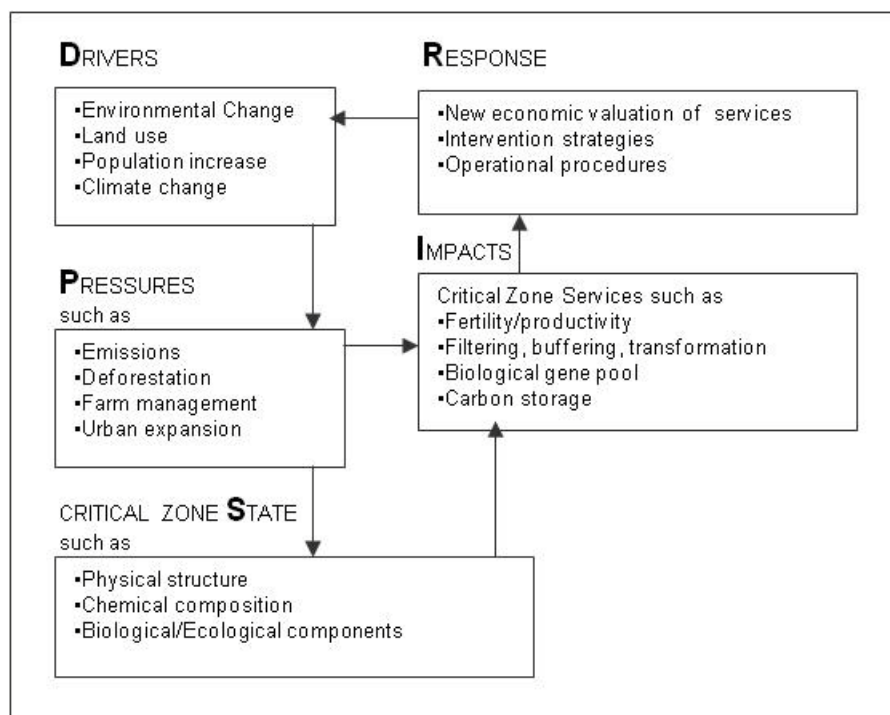 DRIVERS
▪Environmental Change
▪Land use
▪Population increase
▪Climate change
RESPONSE
▪New economic valuation of services
▪Intervention strategies
▪Operational procedures
PRESSURES
such as
▪Emissions
▪Deforestation
▪Farm management
▪Urban expansion
IMPACTS
Critical Zone Services such as
▪Fertility/productivity
▪Filtering, buffering, transformation
▪Biological gene pool
▪Carbon storage
CRITICAL ZONE STATE
such as
▪Physical structure
▪Chemical composition
▪Biological/Ecological components